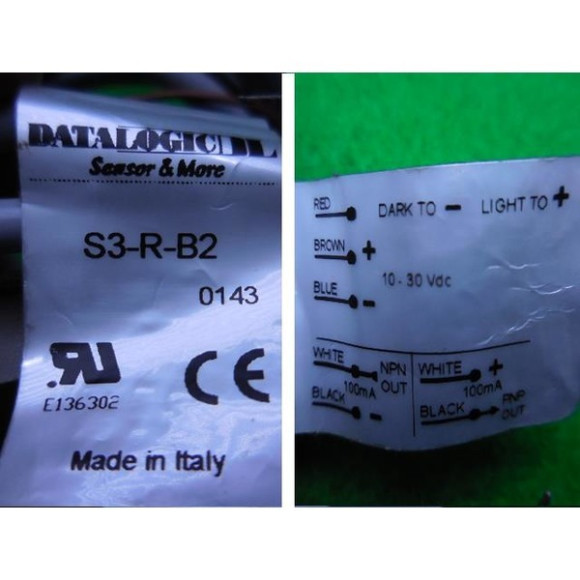 DATALOGIC
Sensor & More
S3-R-B2
0143
E136302
CE
Made in Italy
RED DARK TO − LIGHT TO +
BROWN +
10 - 30 Vdc
BLUE −
WHITE NPN OUT
100mA
BLACK −
WHITE +
100mA
BLACK PNP OUT